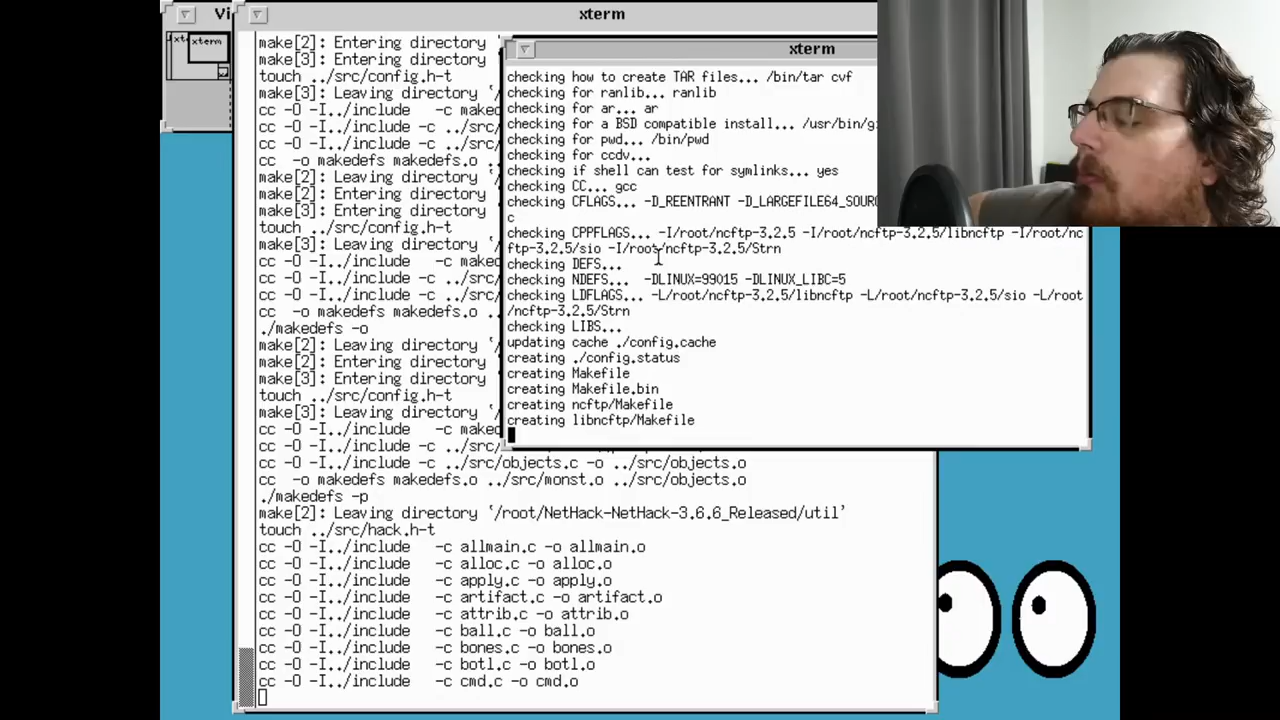 Vi
xterm
xterm
make[2]: Entering directory
make[3]: Entering directory
touch ../src/config.h-t
make[3]: Leaving directory '/
cc -O -I../include   -c maked
cc -O -I../include -c ../src/
cc -O -I../include -c ../src/
cc  -o makedefs makedefs.o ../
make[2]: Leaving directory '/
make[2]: Entering directory
make[3]: Entering directory
touch ../src/config.h-t
make[3]: Leaving directory '/
cc -O -I../include   -c maked
cc -O -I../include -c ../src/
cc -O -I../include -c ../src/
cc  -o makedefs makedefs.o ../
./makedefs -o
make[2]: Leaving directory '/
make[2]: Entering directory
make[3]: Entering directory
touch ../src/config.h-t
make[3]: Leaving directory '/
cc -O -I../include   -c maked
cc -O -I../include -c ../src/
cc -O -I../include -c ../src/objects.c -o ../src/objects.o
cc  -o makedefs makedefs.o ../src/monst.o ../src/objects.o
./makedefs -p
make[2]: Leaving directory '/root/NetHack-NetHack-3.6.6_Released/util'
touch ../src/hack.h-t
cc -O -I../include   -c allmain.c -o allmain.o
cc -O -I../include   -c alloc.c -o alloc.o
cc -O -I../include   -c apply.c -o apply.o
cc -O -I../include   -c artifact.c -o artifact.o
cc -O -I../include   -c attrib.c -o attrib.o
cc -O -I../include   -c ball.c -o ball.o
cc -O -I../include   -c bones.c -o bones.o
cc -O -I../include   -c botl.c -o botl.o
cc -O -I../include   -c cmd.c -o cmd.o
xterm
checking how to create TAR files... /bin/tar cvf
checking for ranlib... ranlib
checking for ar... ar
checking for a BSD compatible install... /usr/bin/gi
checking for pwd... /bin/pwd
checking for ccdv...
checking if shell can test for symlinks... yes
checking CC... gcc
checking CFLAGS... -D_REENTRANT -D_LARGEFILE64_SOURC
c
checking CPPFLAGS... -I/root/ncftp-3.2.5 -I/root/ncftp-3.2.5/libncftp -I/root/nc
ftp-3.2.5/sio -I/root/ncftp-3.2.5/Strn
checking DEFS...
checking NDEFS...  -DLINUX=99015 -DLINUX_LIBC=5
checking LDFLAGS... -L/root/ncftp-3.2.5/libncftp -L/root/ncftp-3.2.5/sio -L/root
/ncftp-3.2.5/Strn
checking LIBS...
updating cache ./config.cache
creating ./config.status
creating Makefile
creating Makefile.bin
creating ncftp/Makefile
creating libncftp/Makefile